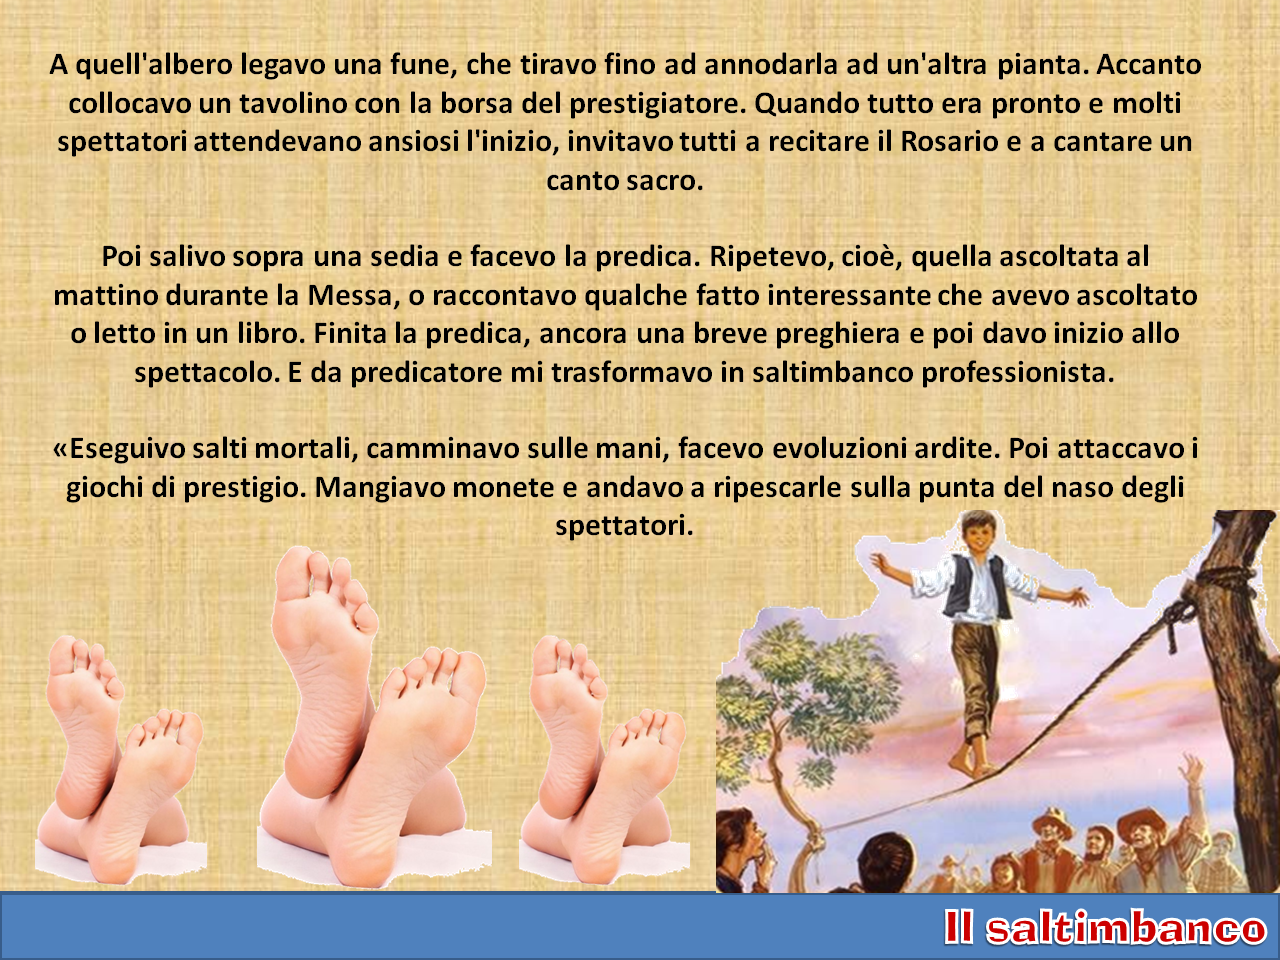 A quell'albero legavo una fune, che tiravo fino ad annodarla ad un'altra pianta. Accanto
collocavo un tavolino con la borsa del prestigiatore. Quando tutto era pronto e molti
spettatori attendevano ansiosi l'inizio, invitavo tutti a recitare il Rosario e a cantare un
canto sacro.
Poi salivo sopra una sedia e facevo la predica. Ripetevo, cioè, quella ascoltata al
mattino durante la Messa, o raccontavo qualche fatto interessante che avevo ascoltato
o letto in un libro. Finita la predica, ancora una breve preghiera e poi davo inizio allo
spettacolo. E da predicatore mi trasformavo in saltimbanco professionista.
«Eseguivo salti mortali, camminavo sulle mani, facevo evoluzioni ardite. Poi attaccavo i
giochi di prestigio. Mangiavo monete e andavo a ripescarle sulla punta del naso degli
spettatori.
Il saltimbanco